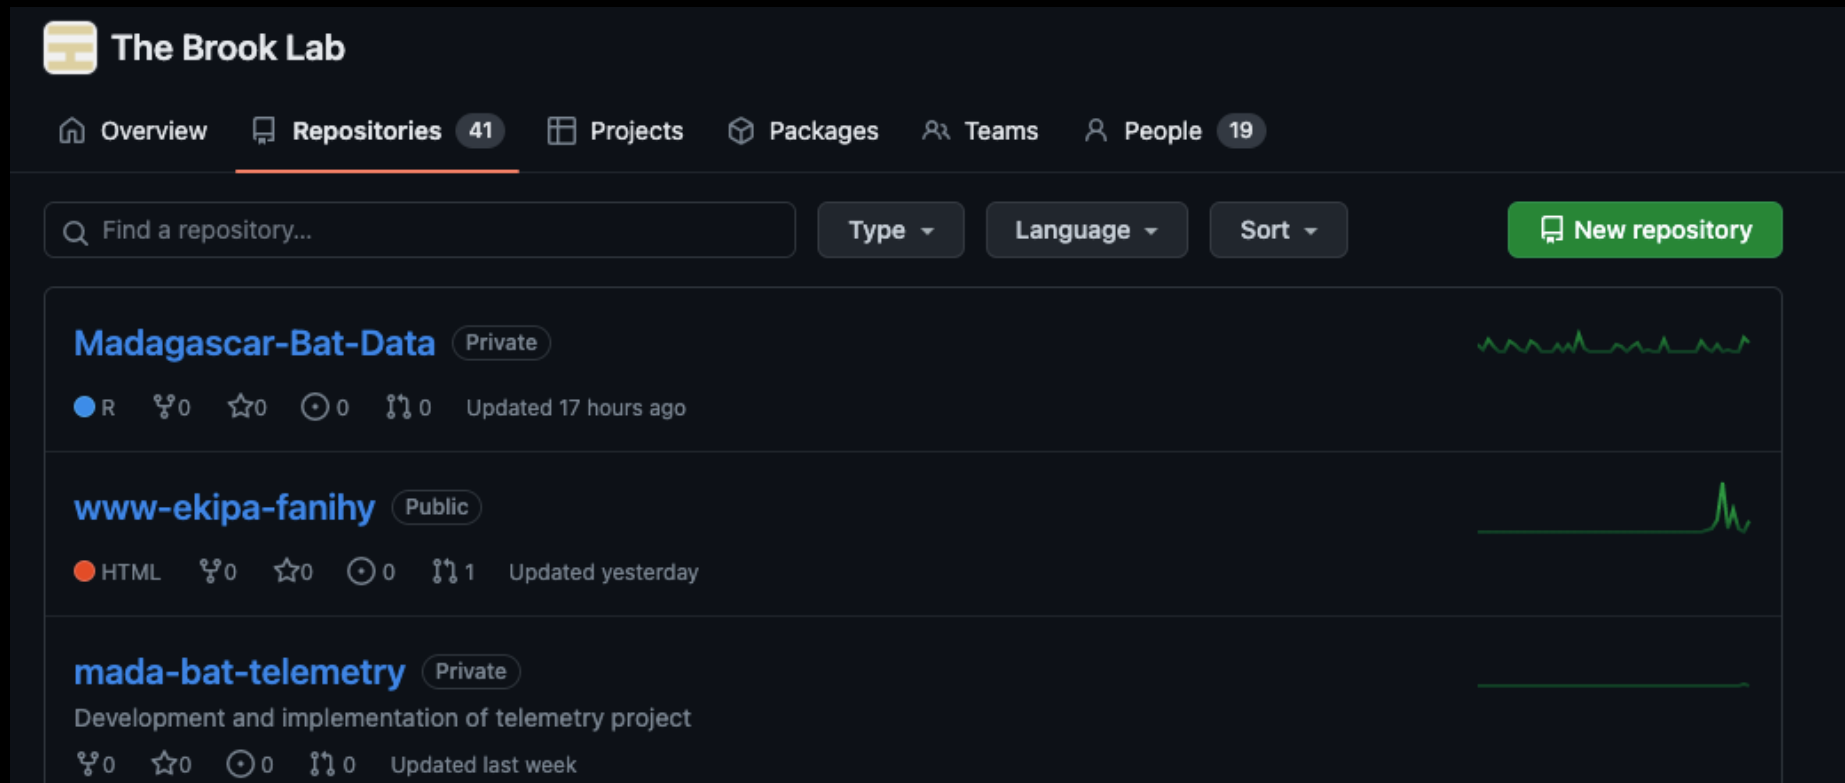 The Brook Lab
Overview Repositories 41 Projects Packages Teams People 19
Find a repository... Type Language Sort New repository
Madagascar-Bat-Data Private
R 0 0 0 0 Updated 17 hours ago
www-ekipa-fanihy Public
HTML 0 0 0 1 Updated yesterday
mada-bat-telemetry Private
Development and implementation of telemetry project
0 0 0 0 Updated last week